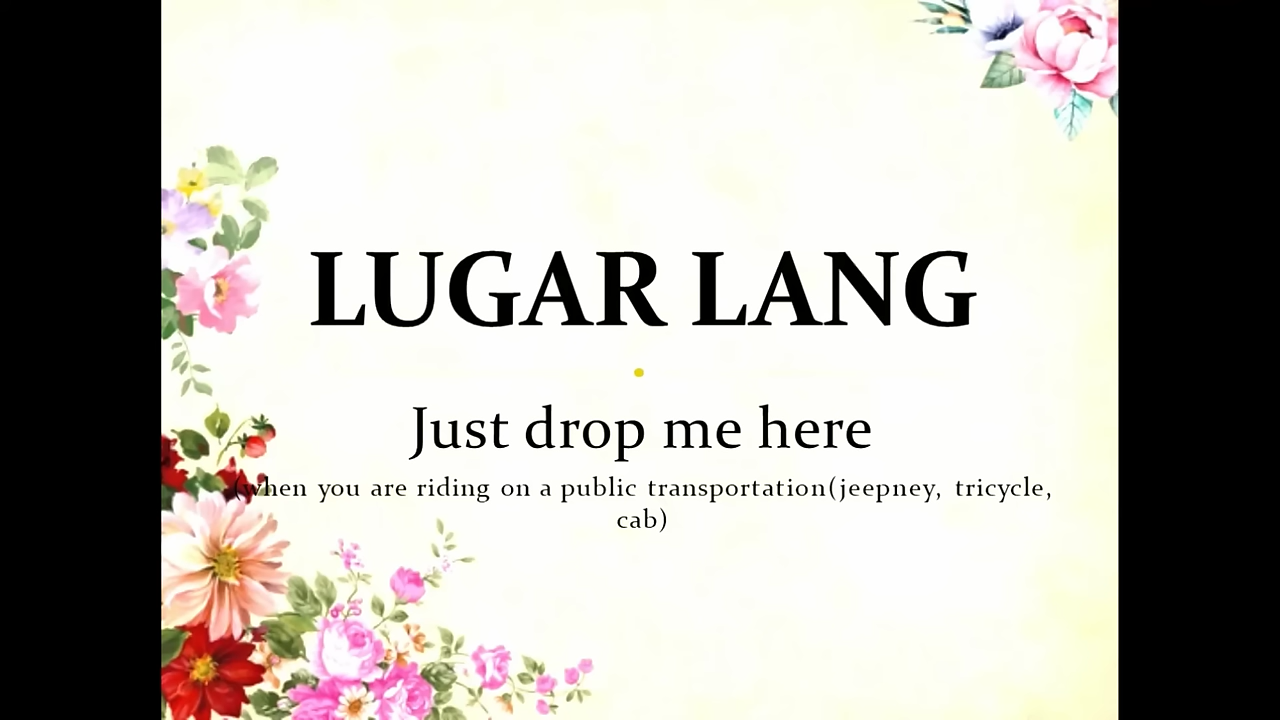 LUGAR LANG
Just drop me here
(when you are riding on a public transportation(jeepney, tricycle,
cab)